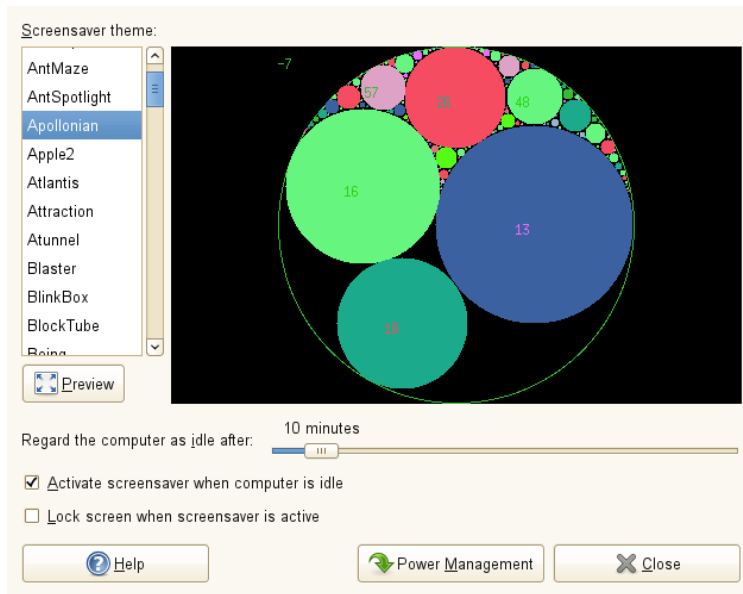 Screensaver theme:
AntMaze
AntSpotlight
Apollonian
Apple2
Atlantis
Attraction
Atunnel
Blaster
BlinkBox
BlockTube
Preview
-7
57
48
16
13
18
Regard the computer as idle after:
10 minutes
Activate screensaver when computer is idle
Lock screen when screensaver is active
Help
Power Management
Close